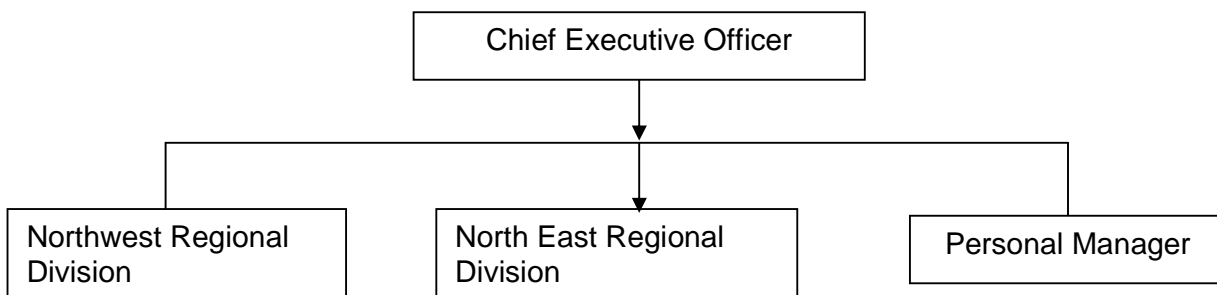 Chief Executive Officer
Northwest Regional
Division
North East Regional
Division
Personal Manager